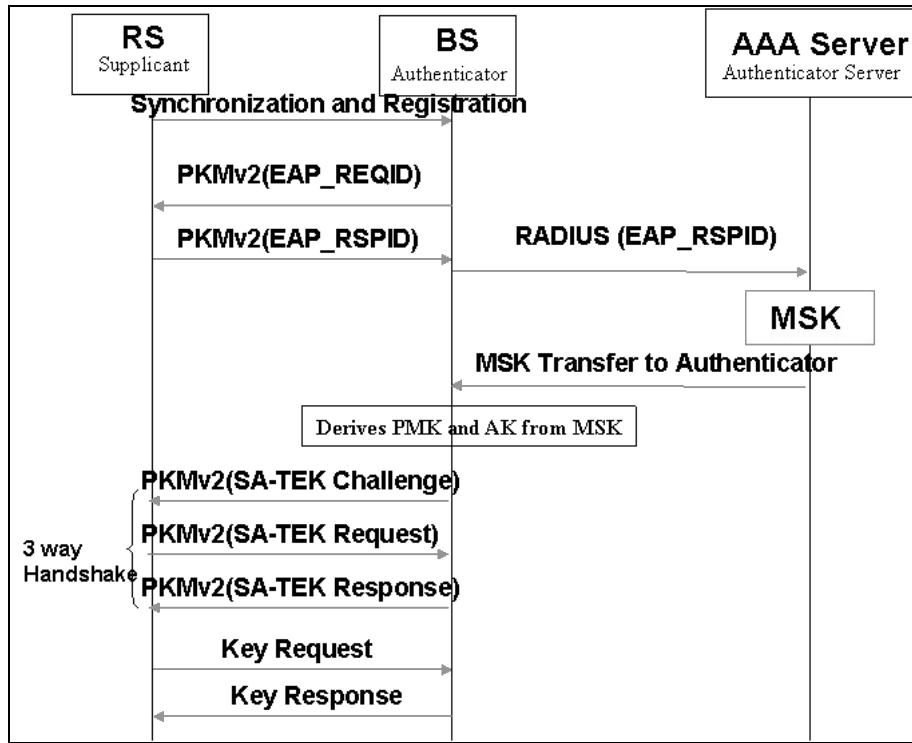 RS
Supplicant
BS
Authenticator
AAA Server
Authenticator Server
Synchronization and Registration
PKMv2(EAP_REQID)
PKMv2(EAP_RSPID)
RADIUS (EAP_RSPID)
MSK
MSK Transfer to Authenticator
Derives PMK and AK from MSK
PKMv2(SA-TEK Challenge)
PKMv2(SA-TEK Request)
3 way
Handshake
PKMv2(SA-TEK Response)
Key Request
Key Response